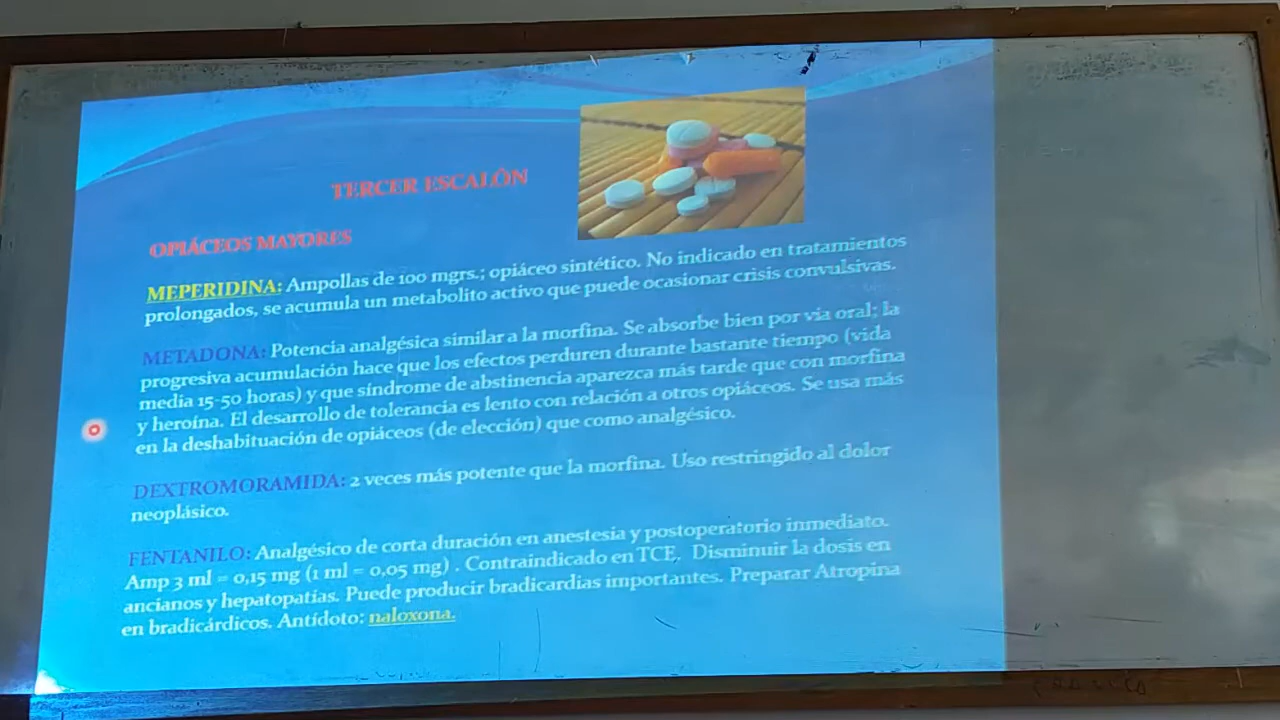 TERCER ESCALÓN
OPIÁCEOS MAYORES
MEPERIDINA: Ampollas de 100 mgrs.; opiáceo sintético. No indicado en tratamientos
prolongados, se acumula un metabolito activo que puede ocasionar crisis convulsivas.
METADONA: Potencia analgésica similar a la morfina. Se absorbe bien por via oral; la
progresiva acumulación hace que los efectos perduren durante bastante tiempo (vida
media 15-50 horas) y que síndrome de abstinencia aparezca más tarde que con morfina
y heroína. El desarrollo de tolerancia es lento con relación a otros opiáceos. Se usa más
en la deshabituación de opiáceos (de elección) que como analgésico.
DEXTROMORAMIDA: 2 veces más potente que la morfina. Uso restringido al dolor
neoplásico.
FENTANILO: Analgésico de corta duración en anestesia y postoperatorio inmediato.
Amp 3 ml = 0,15 mg (1 ml = 0,05 mg) . Contraindicado en TCE. Disminuir la dosis en
ancianos y hepatopatías. Puede producir bradicardias importantes. Preparar Atropina
en bradicárdicos. Antídoto: naloxona.